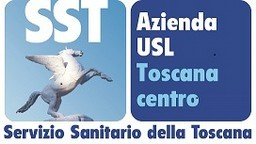 SST
Azienda
USL
Toscana
centro
Servizio Sanitario della Toscana